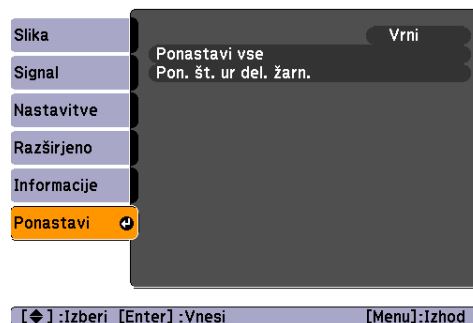 Slika
Signal
Nastavitve
Razširjeno
Informacije
Ponastavi
Vrni
Ponastavi vse
Pon. št. ur del. žarn.
[◆] :Izberi [Enter] :Vnesi [Menu]:Izhod